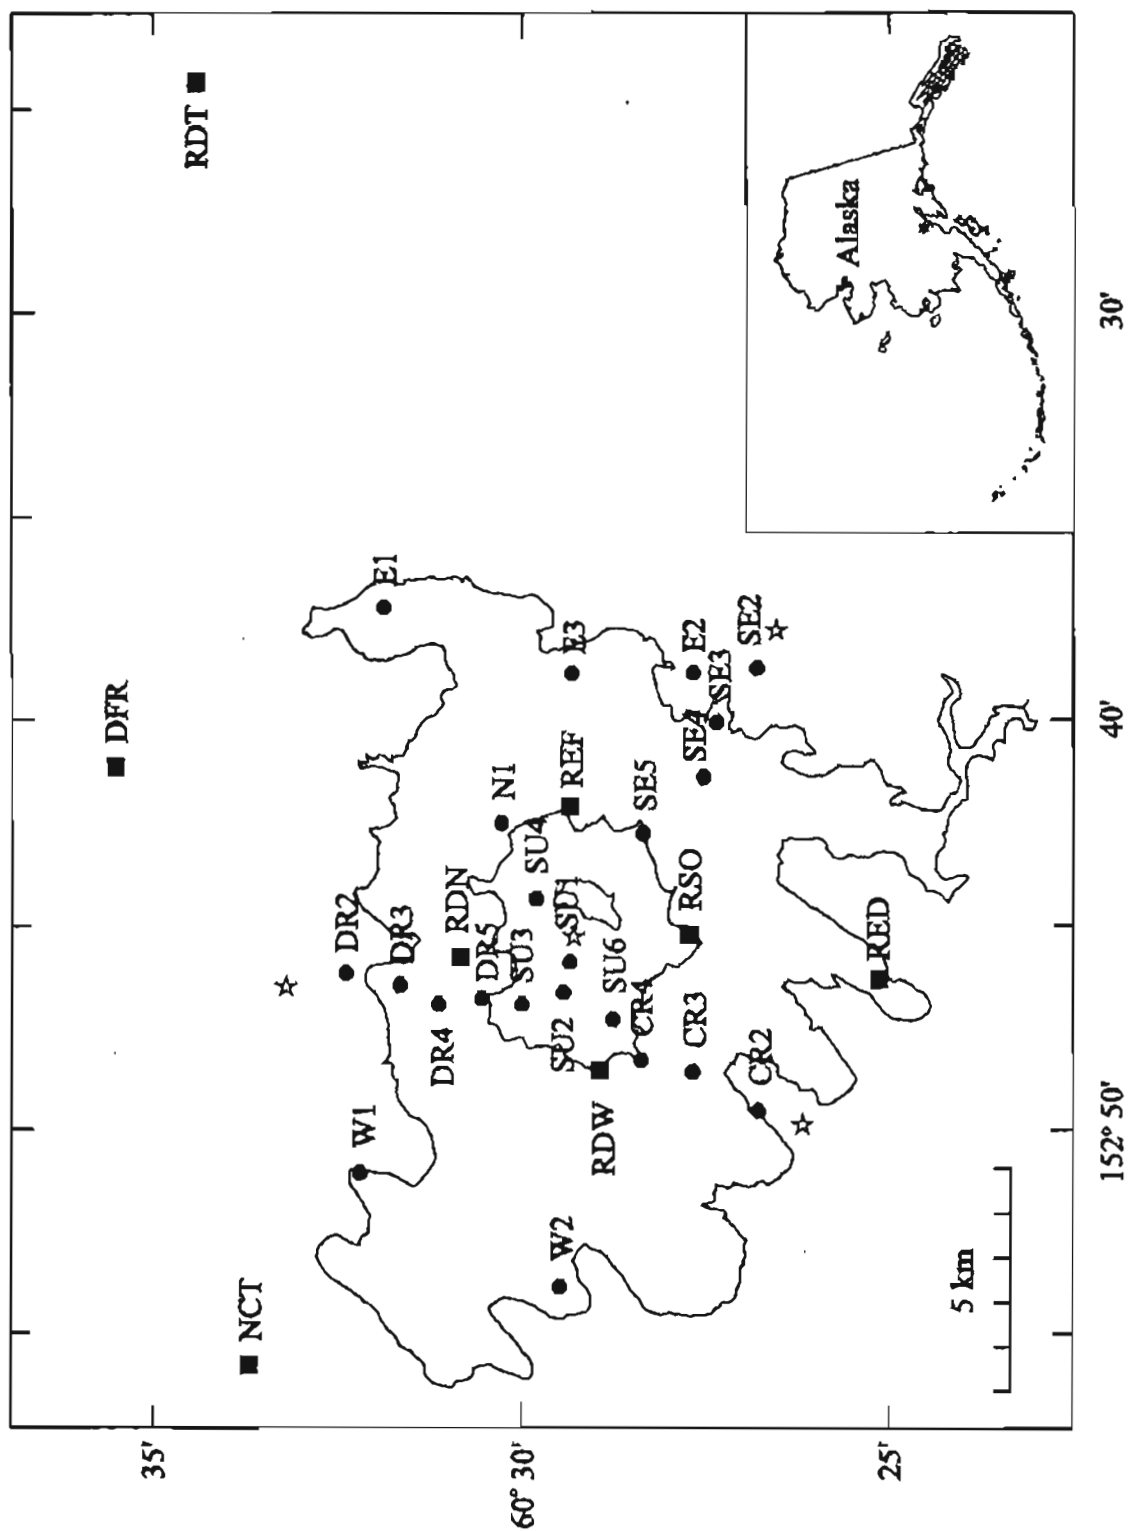 RDT
DFR
NCT
E1
E3
E2
SE2
SE3
SE4
SE5
REF
N1
SU4
SU1
RDN
DR2
DR3
DR5
DR4
SU3
SU2
SU6
RSO
RED
CR4
CR3
CR2
RDW
W1
W2
Alaska
5 km
35'
60° 30'
25'
152° 50'
40'
30'